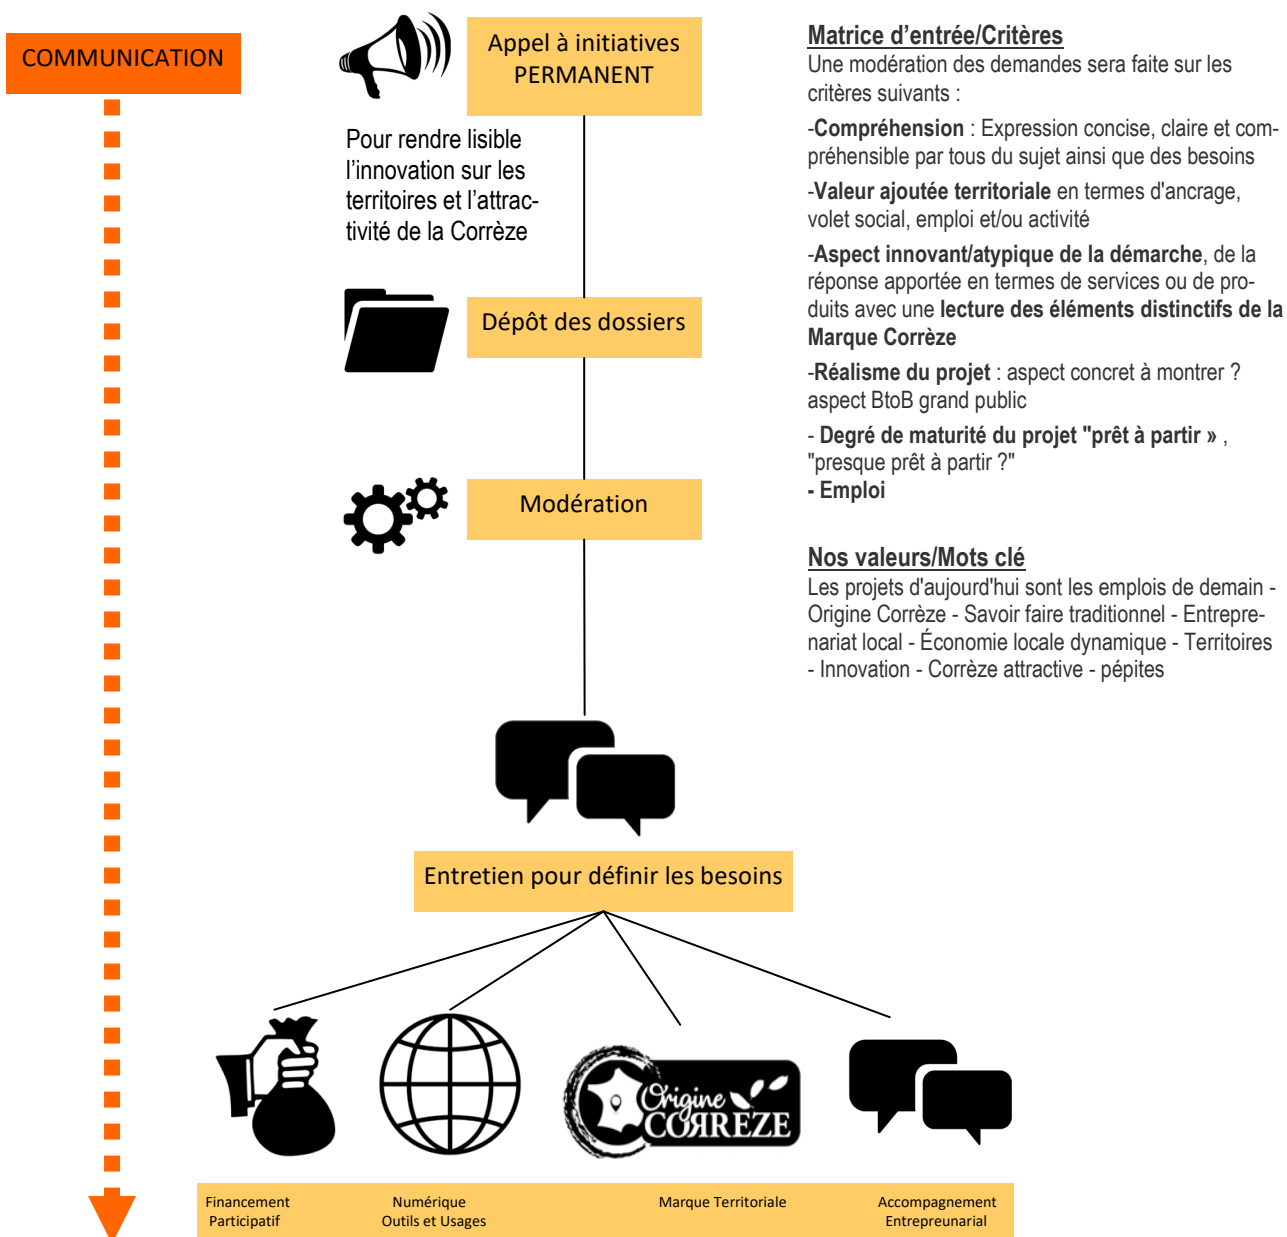 COMMUNICATION
Appel à initiatives
PERMANENT
Pour rendre lisible
l’innovation sur les
territoires et l’attrac-
tivité de la Corrèze
Dépôt des dossiers
Modération
Entretien pour définir les besoins
Origine
CORREZE
Financement
Participatif
Numérique
Outils et Usages
Marque Territoriale
Accompagnement
Entrepreunarial
Matrice d’entrée/Critères
Une modération des demandes sera faite sur les
critères suivants :
-Compréhension : Expression concise, claire et com-
préhensible par tous du sujet ainsi que des besoins
-Valeur ajoutée territoriale en termes d'ancrage,
volet social, emploi et/ou activité
-Aspect innovant/atypique de la démarche, de la
réponse apportée en termes de services ou de pro-
duits avec une lecture des éléments distinctifs de la
Marque Corrèze
-Réalisme du projet : aspect concret à montrer ?
aspect BtoB grand public
- Degré de maturité du projet "prêt à partir » ,
"presque prêt à partir ?"
- Emploi
Nos valeurs/Mots clé
Les projets d'aujourd'hui sont les emplois de demain -
Origine Corrèze - Savoir faire traditionnel - Entrepre-
nariat local - Économie locale dynamique - Territoires
- Innovation - Corrèze attractive - pépites